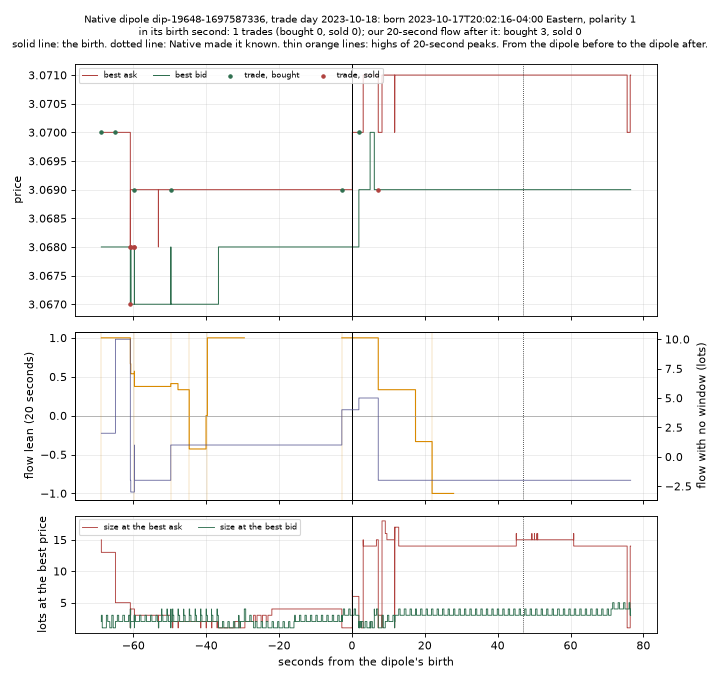 Native dipole dip-19648-1697587336, trade day 2023-10-18: born 2023-10-17T20:02:16-04:00 Eastern, polarity 1
in its birth second: 1 trades (bought 0, sold 0); our 20-second flow after it: bought 3, sold 0
solid line: the birth. dotted line: Native made it known. thin orange lines: highs of 20-second peaks. From the dipole before to the dipole after.
best ask
best bid
trade, bought
trade, sold
3.0710
3.0705
3.0700
3.0695
3.0690
3.0685
3.0680
3.0675
3.0670
price
1.0
0.5
0.0
−0.5
−1.0
flow lean (20 seconds)
10.0
7.5
5.0
2.5
0.0
−2.5
flow with no window (lots)
size at the best ask
size at the best bid
15
10
5
lots at the best price
−60
−40
−20
0
20
40
60
80
seconds from the dipole's birth